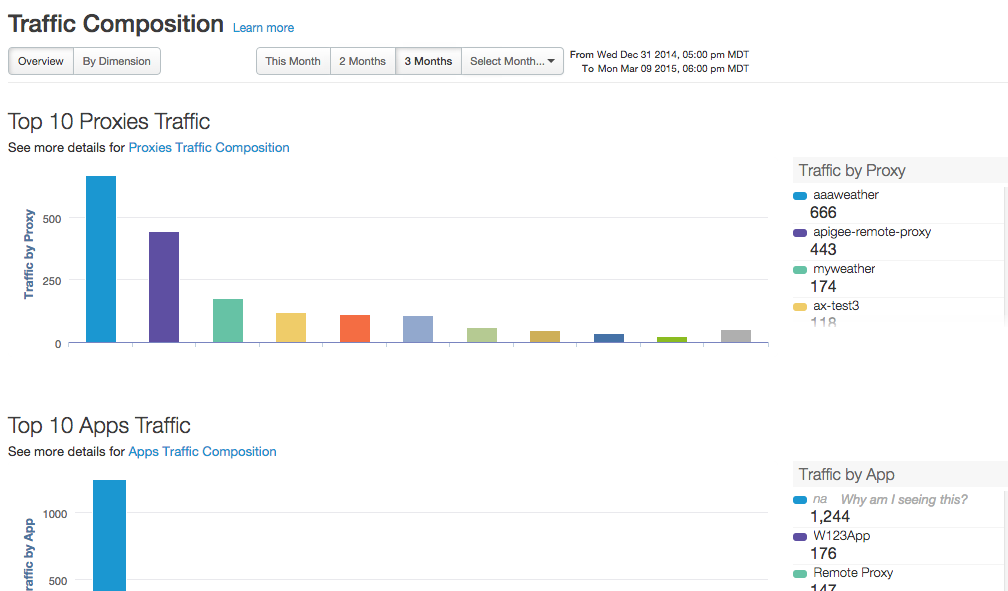 Traffic Composition Learn more
Overview By Dimension This Month 2 Months 3 Months Select Month... From Wed Dec 31 2014, 05:00 pm MDT
To Mon Mar 09 2015, 06:00 pm MDT
Top 10 Proxies Traffic
See more details for Proxies Traffic Composition
Traffic by Proxy
500
250
0
Traffic by Proxy
aaaweather
666
apigee-remote-proxy
443
myweather
174
ax-test3
118
Top 10 Apps Traffic
See more details for Apps Traffic Composition
raffic by App
1000
500
Traffic by App
na Why am I seeing this?
1,244
W123App
176
Remote Proxy
147